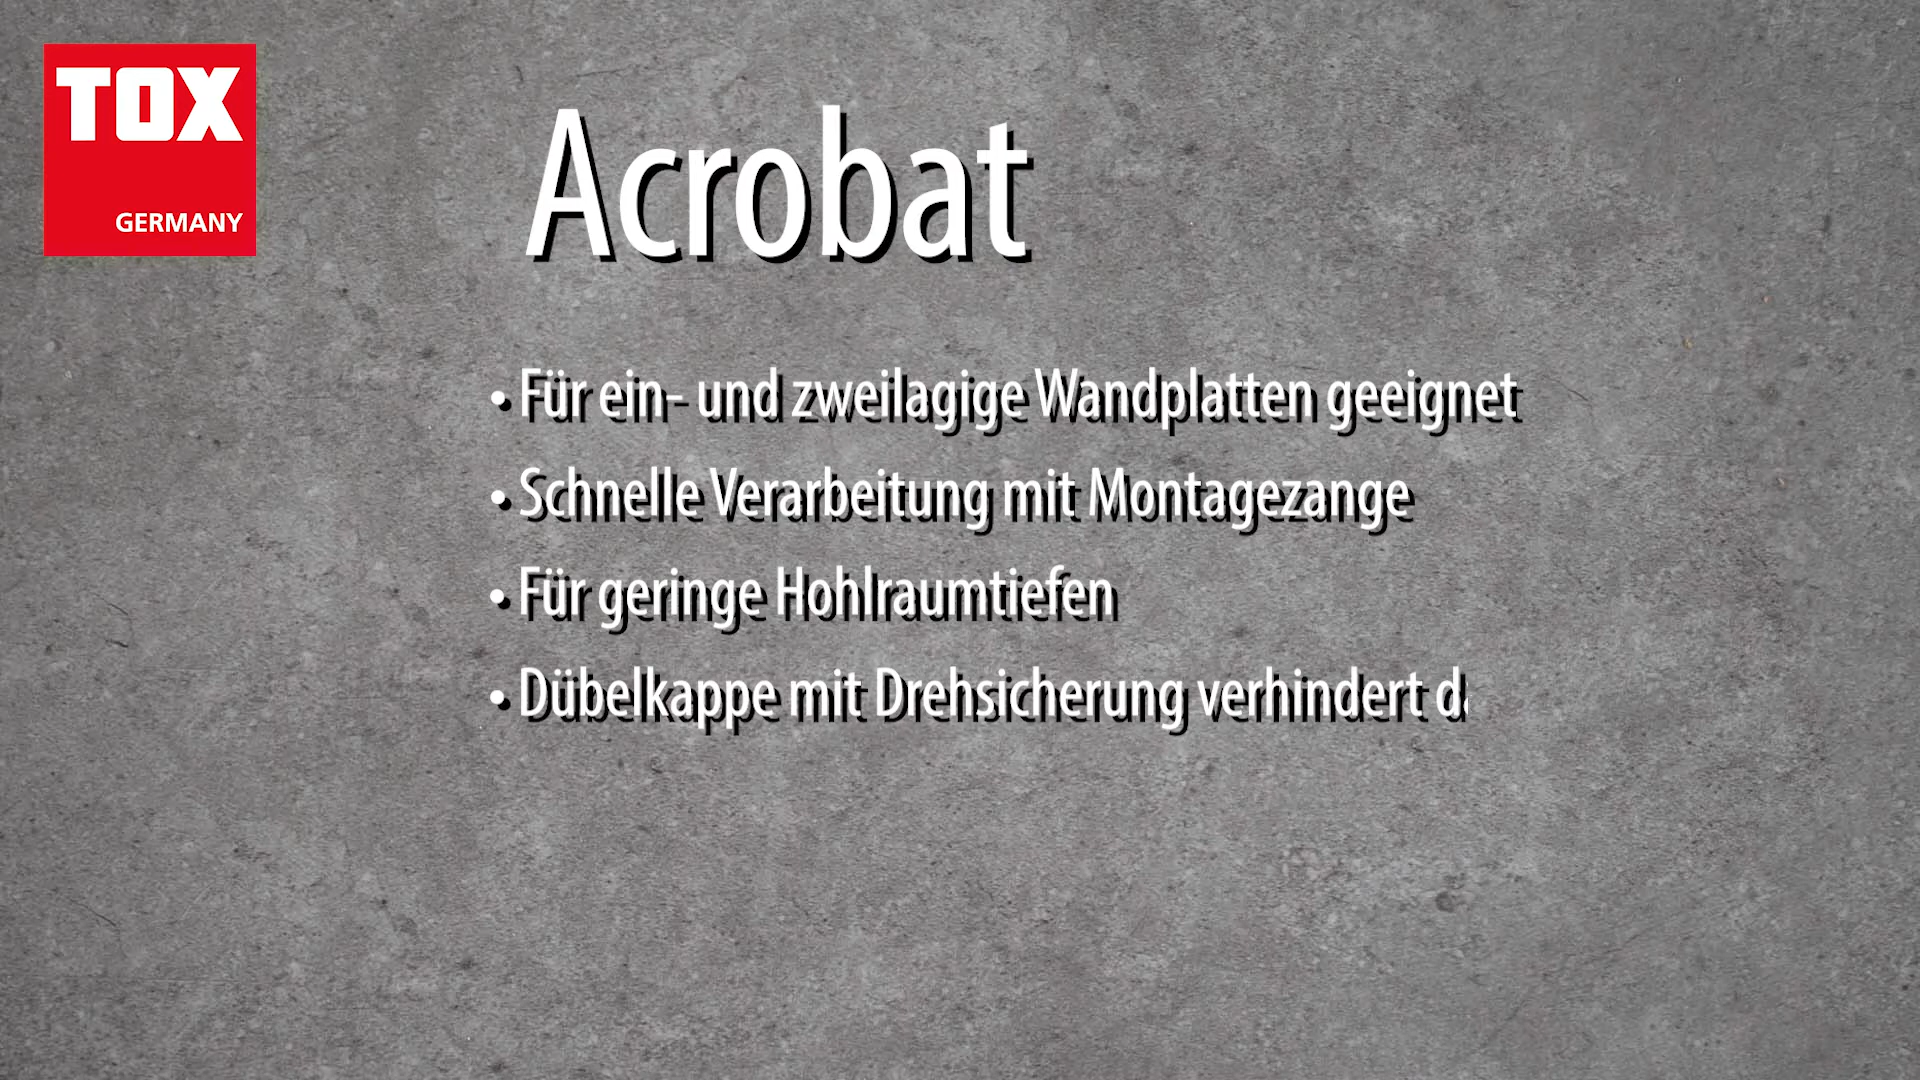 TOX
GERMANY
Acrobat
• Für ein- und zweilagige Wandplatten geeignet
• Schnelle Verarbeitung mit Montagezange
• Für geringe Hohlraumtiefen
• Dübelkappe mit Drehsicherung verhindert